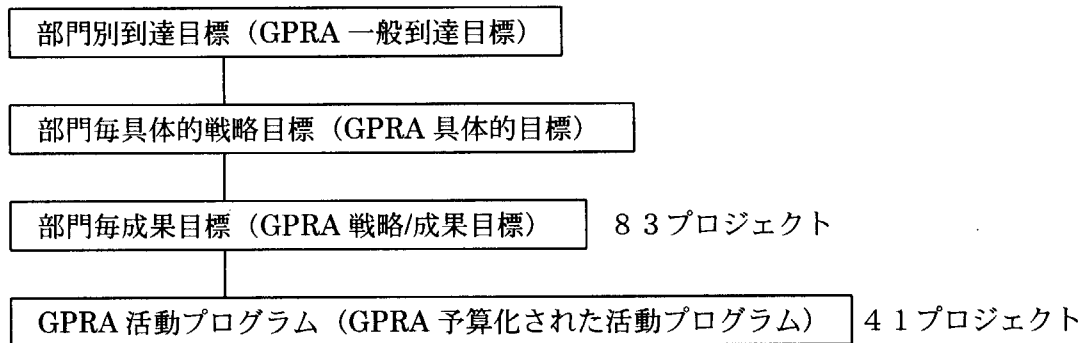 部門別到達目標（GPRA 一般到達目標）
部門毎具体的戦略目標（GPRA 具体的目標）
部門毎成果目標（GPRA 戦略/成果目標） ８３プロジェクト
GPRA 活動プログラム（GPRA 予算化された活動プログラム） ４１プロジェクト